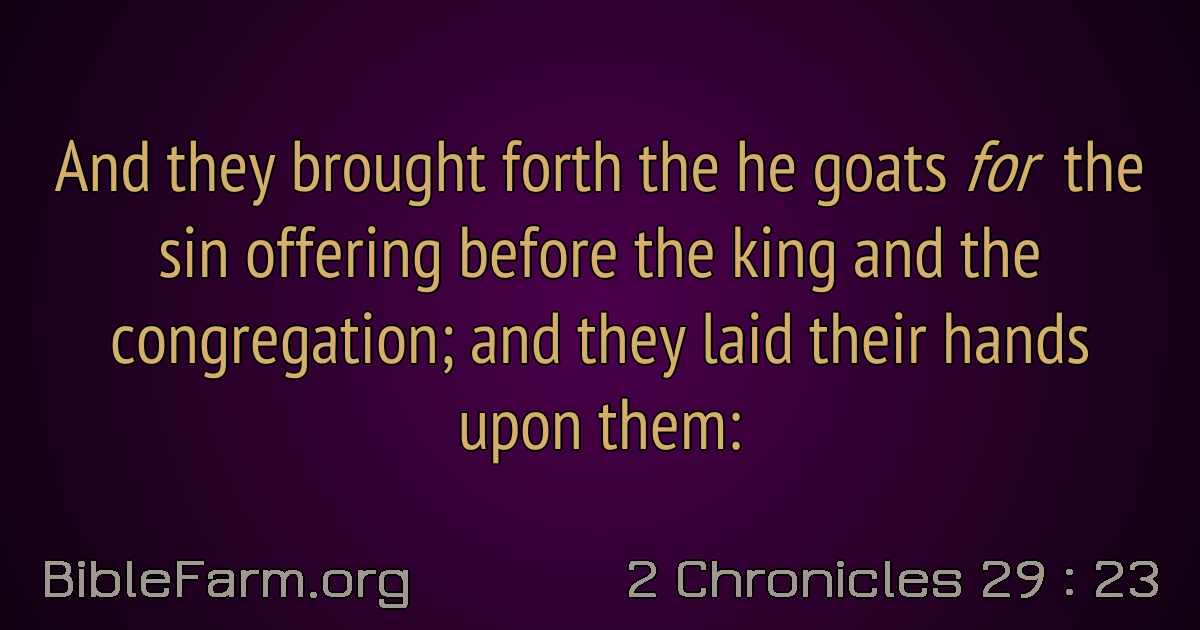 And they brought forth the he goats for the
sin offering before the king and the
congregation; and they laid their hands
upon them:
BibleFarm.org
2 Chronicles 29 : 23